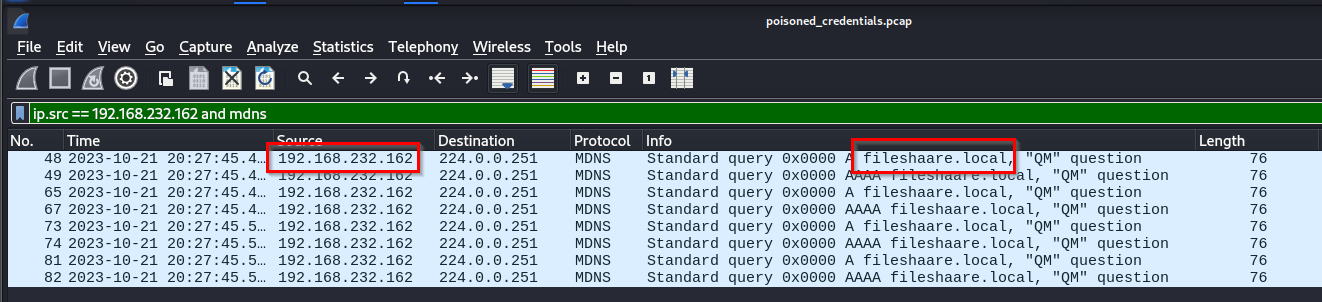 poisoned_credentials.pcap
File Edit View Go Capture Analyze Statistics Telephony Wireless Tools Help
ip.src == 192.168.232.162 and mdns
No. Time Source Destination Protocol Info Length
48 2023-10-21 20:27:45.4… 192.168.232.162 224.0.0.251 MDNS Standard query 0x0000 A fileshaare.local, "QM" question 76
49 2023-10-21 20:27:45.4… 192.168.232.162 224.0.0.251 MDNS Standard query 0x0000 AAAA fileshaare.local, "QM" question 76
65 2023-10-21 20:27:45.4… 192.168.232.162 224.0.0.251 MDNS Standard query 0x0000 A fileshaare.local, "QM" question 76
67 2023-10-21 20:27:45.4… 192.168.232.162 224.0.0.251 MDNS Standard query 0x0000 AAAA fileshaare.local, "QM" question 76
73 2023-10-21 20:27:45.5… 192.168.232.162 224.0.0.251 MDNS Standard query 0x0000 A fileshaare.local, "QM" question 76
74 2023-10-21 20:27:45.5… 192.168.232.162 224.0.0.251 MDNS Standard query 0x0000 AAAA fileshaare.local, "QM" question 76
81 2023-10-21 20:27:45.5… 192.168.232.162 224.0.0.251 MDNS Standard query 0x0000 A fileshaare.local, "QM" question 76
82 2023-10-21 20:27:45.5… 192.168.232.162 224.0.0.251 MDNS Standard query 0x0000 AAAA fileshaare.local, "QM" question 76